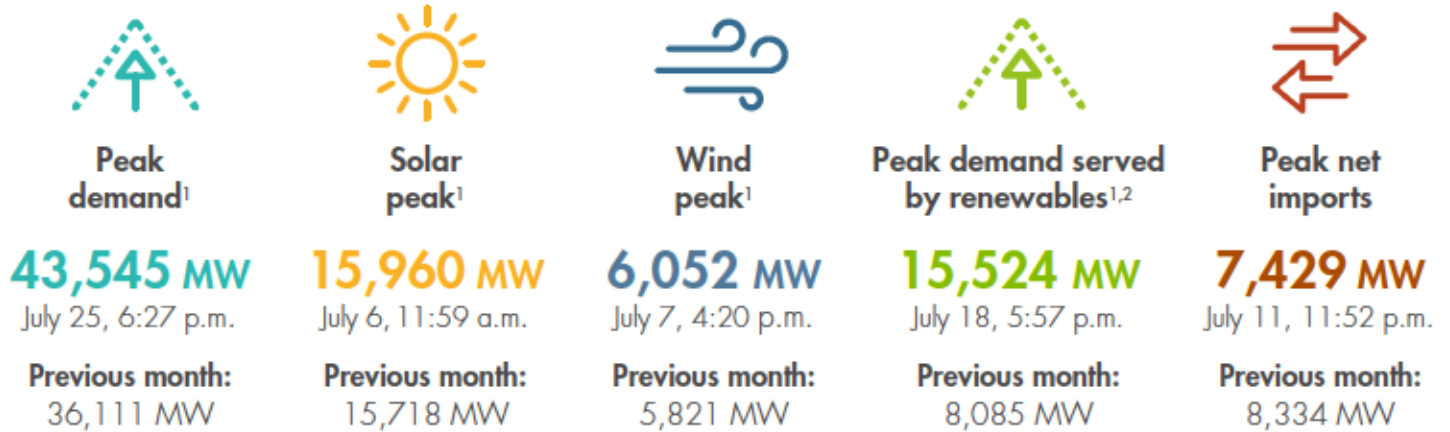 Peak
demand¹
43,545 MW
July 25, 6:27 p.m.
Previous month:
36,111 MW
Solar
peak¹
15,960 MW
July 6, 11:59 a.m.
Previous month:
15,718 MW
Wind
peak¹
6,052 MW
July 7, 4:20 p.m.
Previous month:
5,821 MW
Peak demand served
by renewables¹,²
15,524 MW
July 18, 5:57 p.m.
Previous month:
8,085 MW
Peak net
imports
7,429 MW
July 11, 11:52 p.m.
Previous month:
8,334 MW